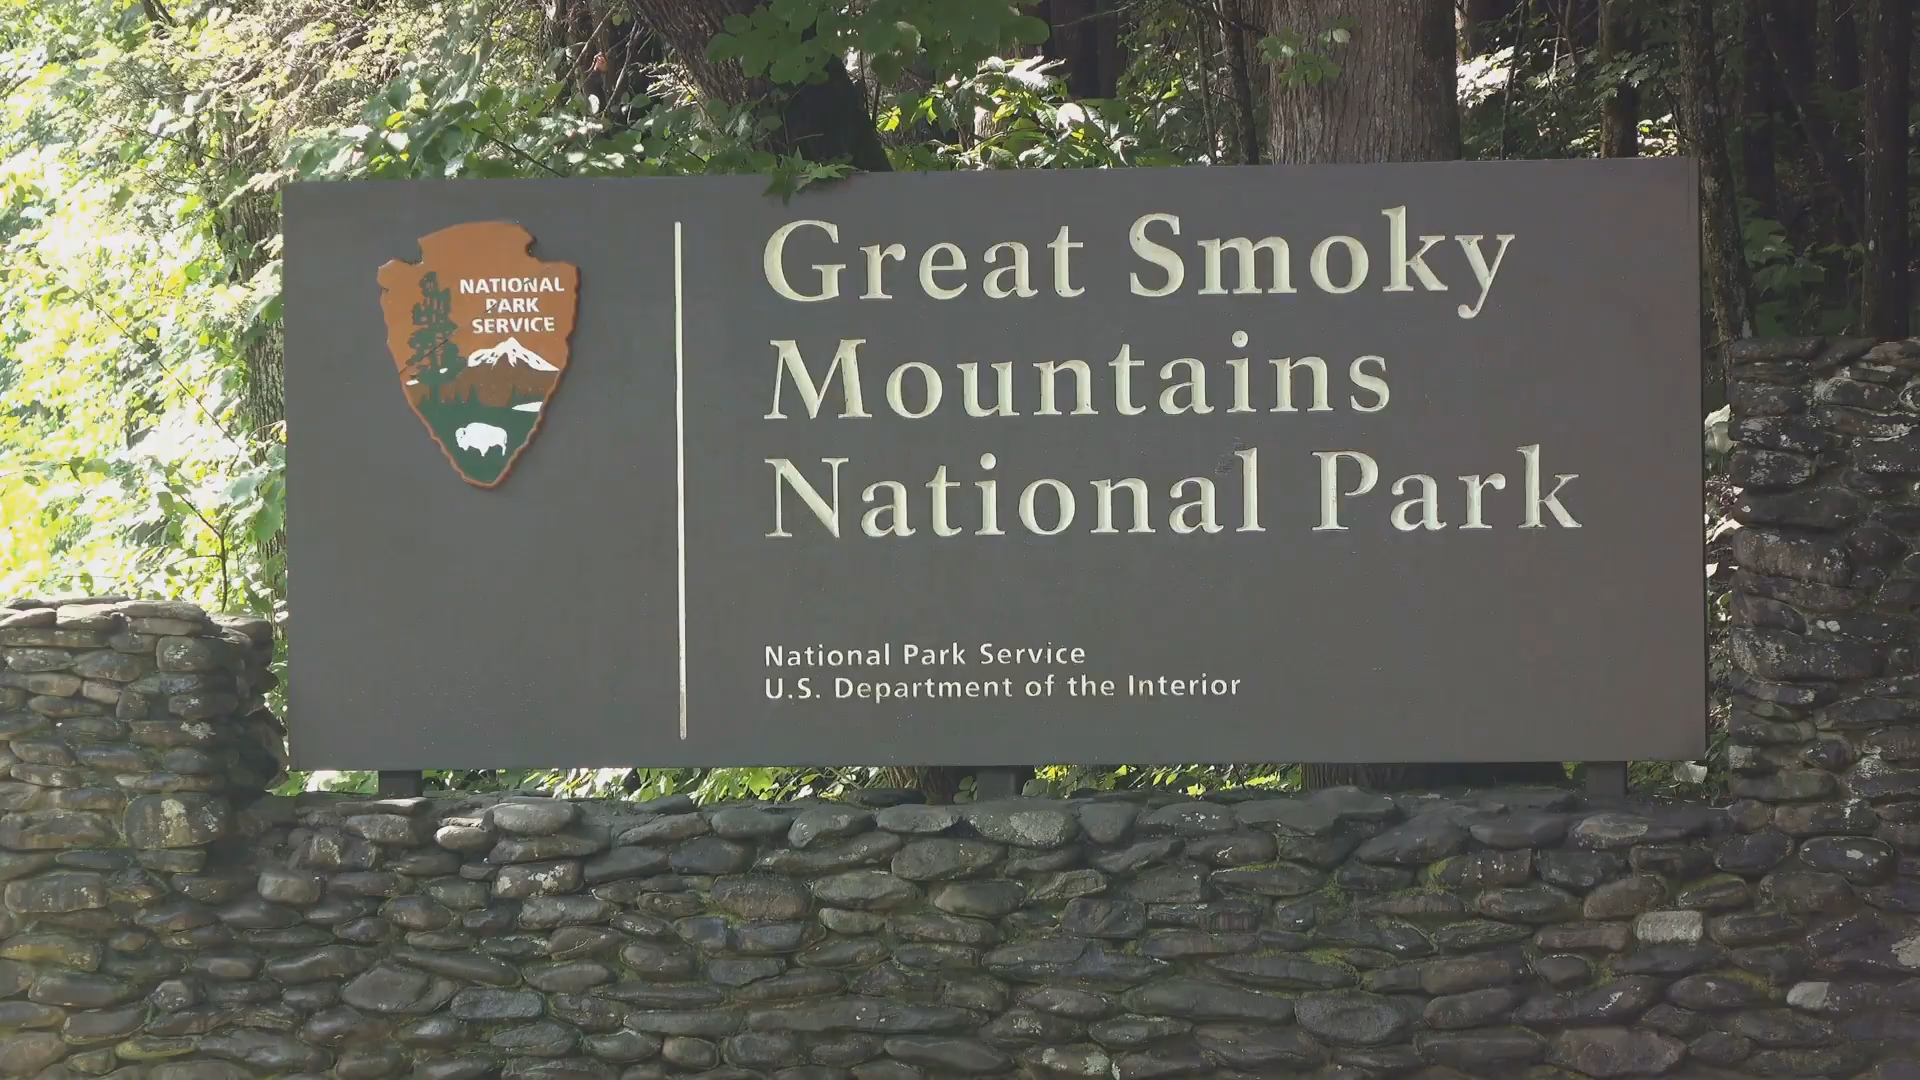 NATIONAL
PARK
SERVICE
Great Smoky
Mountains
National Park
National Park Service
U.S. Department of the Interior